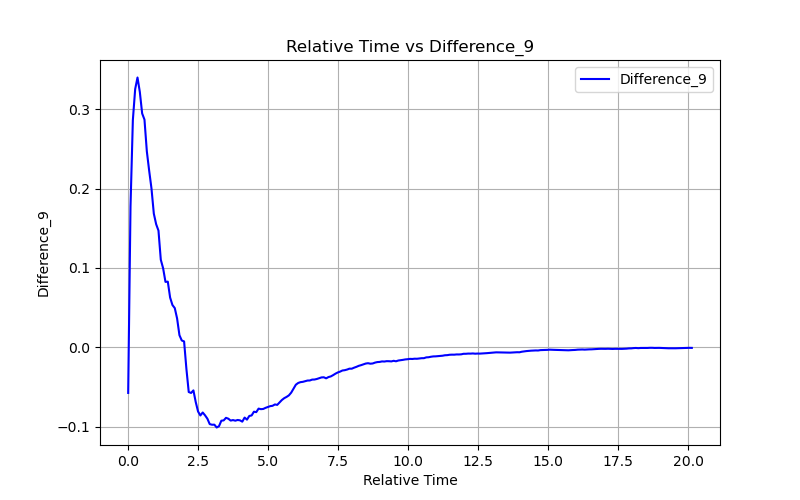 Relative Time vs Difference_9
Difference_9
0.3
0.2
0.1
0.0
−0.1
Difference_9
0.0 2.5 5.0 7.5 10.0 12.5 15.0 17.5 20.0
Relative Time